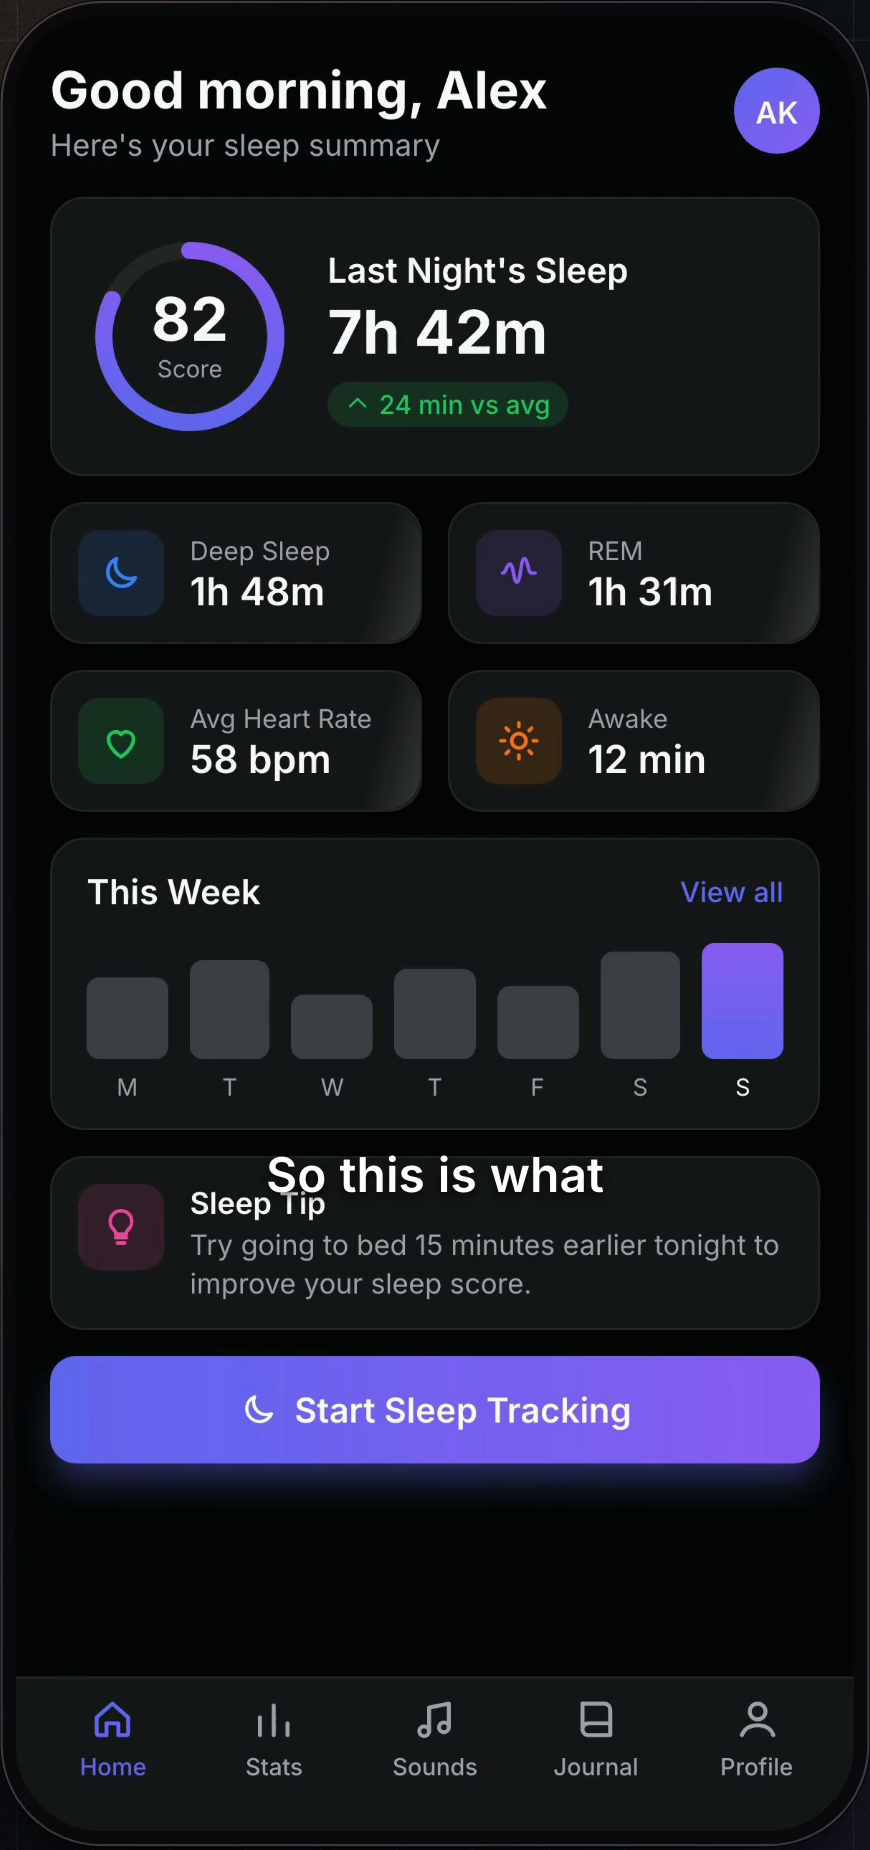 Good morning, Alex
Here's your sleep summary
AK
82
Score
Last Night's Sleep
7h 42m
24 min vs avg
Deep Sleep
1h 48m
REM
1h 31m
Avg Heart Rate
58 bpm
Awake
12 min
This Week
View all
M T W T F S S
So this is what
Sleep Tip
Try going to bed 15 minutes earlier tonight to
improve your sleep score.
Start Sleep Tracking
Home Stats Sounds Journal Profile